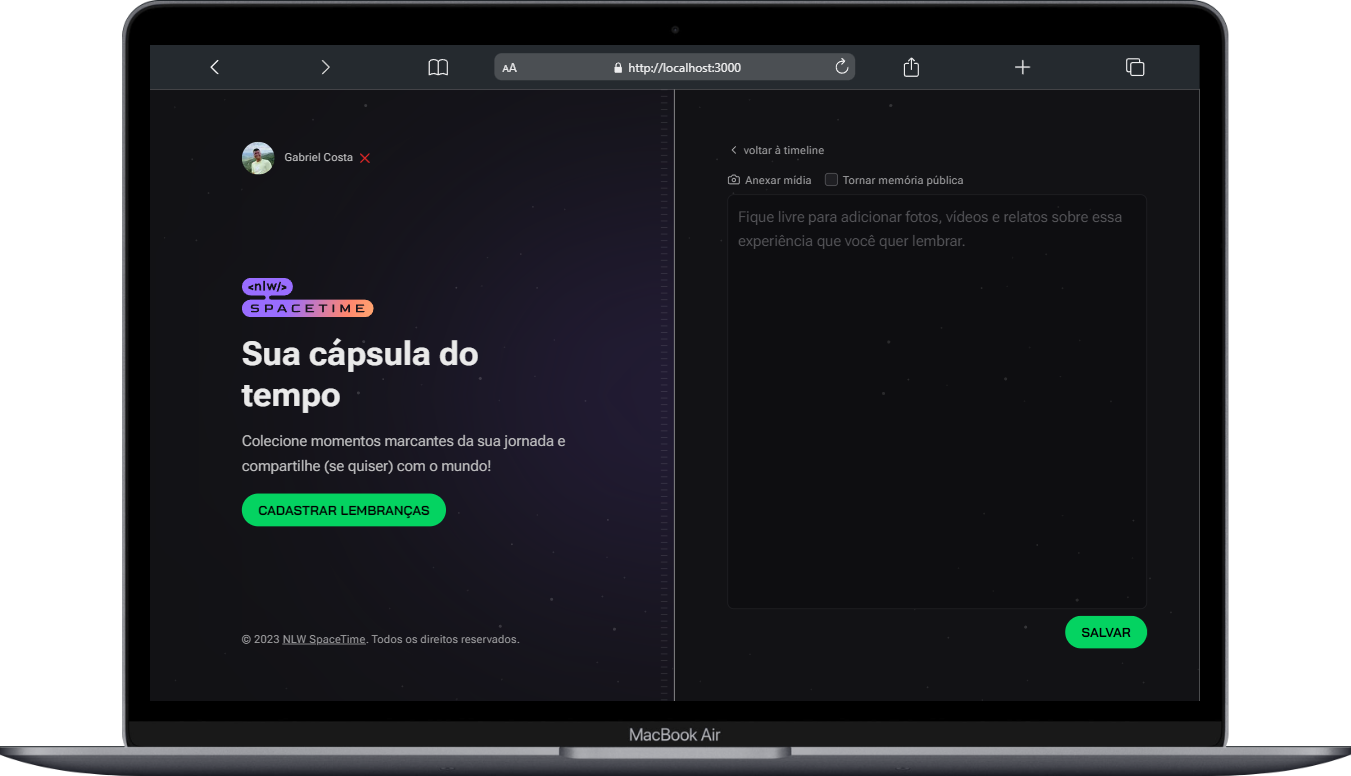 AA http://localhost:3000
Gabriel Costa
<nlw/>
SPACETIME
Sua cápsula do
tempo
Colecione momentos marcantes da sua jornada e
compartilhe (se quiser) com o mundo!
CADASTRAR LEMBRANÇAS
© 2023 NLW SpaceTime. Todos os direitos reservados.
voltar à timeline
Anexar mídia Tornar memória pública
Fique livre para adicionar fotos, vídeos e relatos sobre essa
experiência que você quer lembrar.
SALVAR
MacBook Air